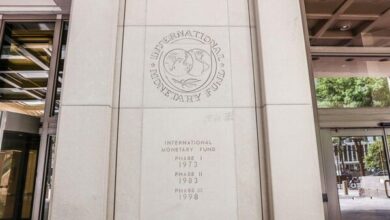 INTERNATIONAL MONETARY FUND
INTERNATIONAL
MONETARY FUND
PHASE I
1973
PHASE II
1983
PHASE III
1998